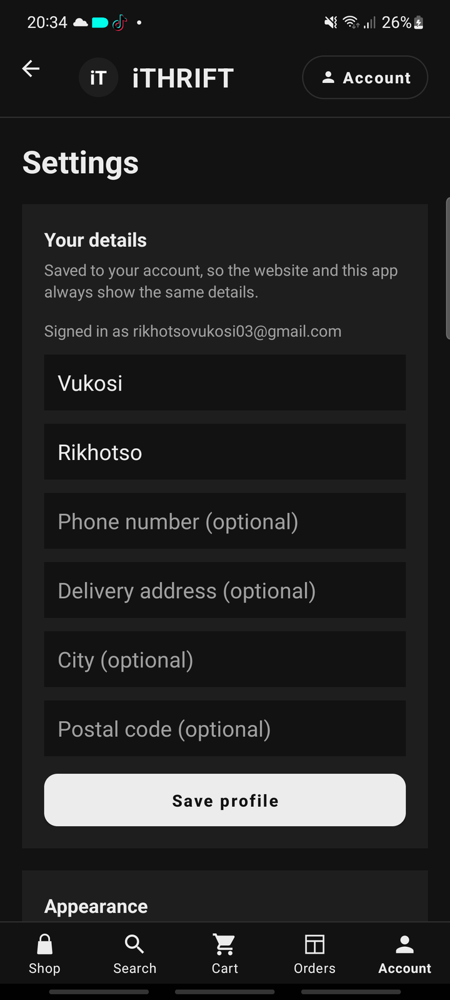 20:34
26%
iT
iTHRIFT
Account
Settings
Your details
Saved to your account, so the website and this app
always show the same details.
Signed in as rikhotsovukosi03@gmail.com
Vukosi
Rikhotso
Phone number (optional)
Delivery address (optional)
City (optional)
Postal code (optional)
Save profile
Appearance
Shop
Search
Cart
Orders
Account